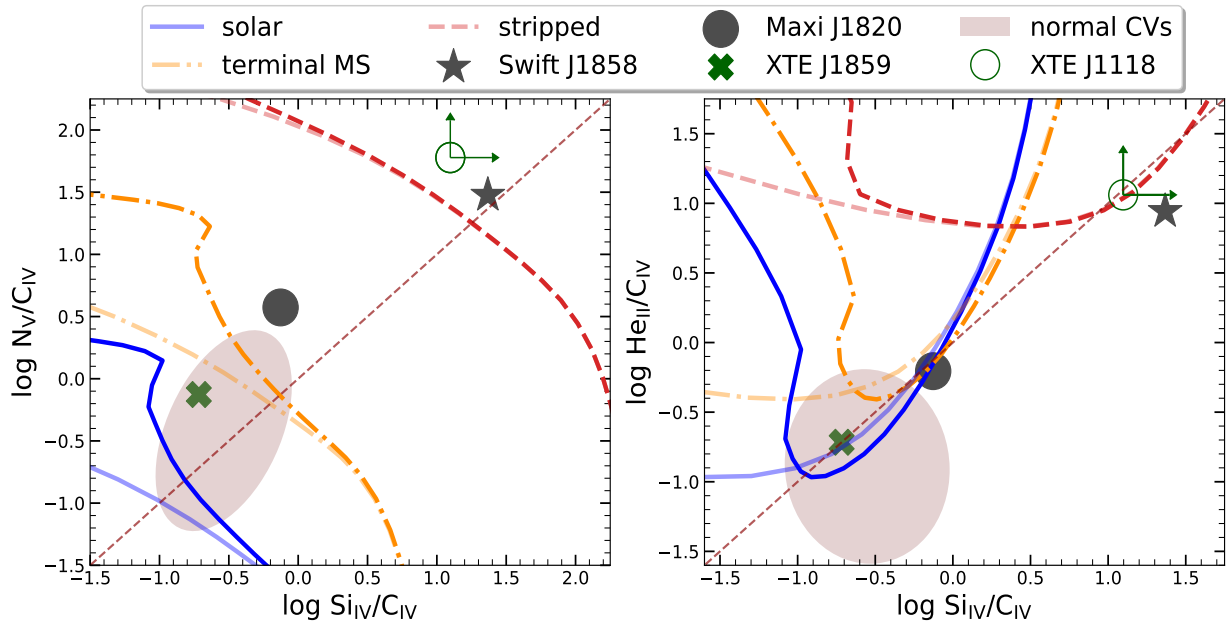 solar stripped Maxi J1820 normal CVs
terminal MS Swift J1858 XTE J1859 XTE J1118
log N_V/C_IV
2.0
1.5
1.0
0.5
0.0
−0.5
−1.0
−1.5
−1.5 −1.0 −0.5 0.0 0.5 1.0 1.5 2.0
log Si_IV/C_IV
log He_II/C_IV
1.5
1.0
0.5
0.0
−0.5
−1.0
−1.5
−1.5 −1.0 −0.5 0.0 0.5 1.0 1.5
log Si_IV/C_IV